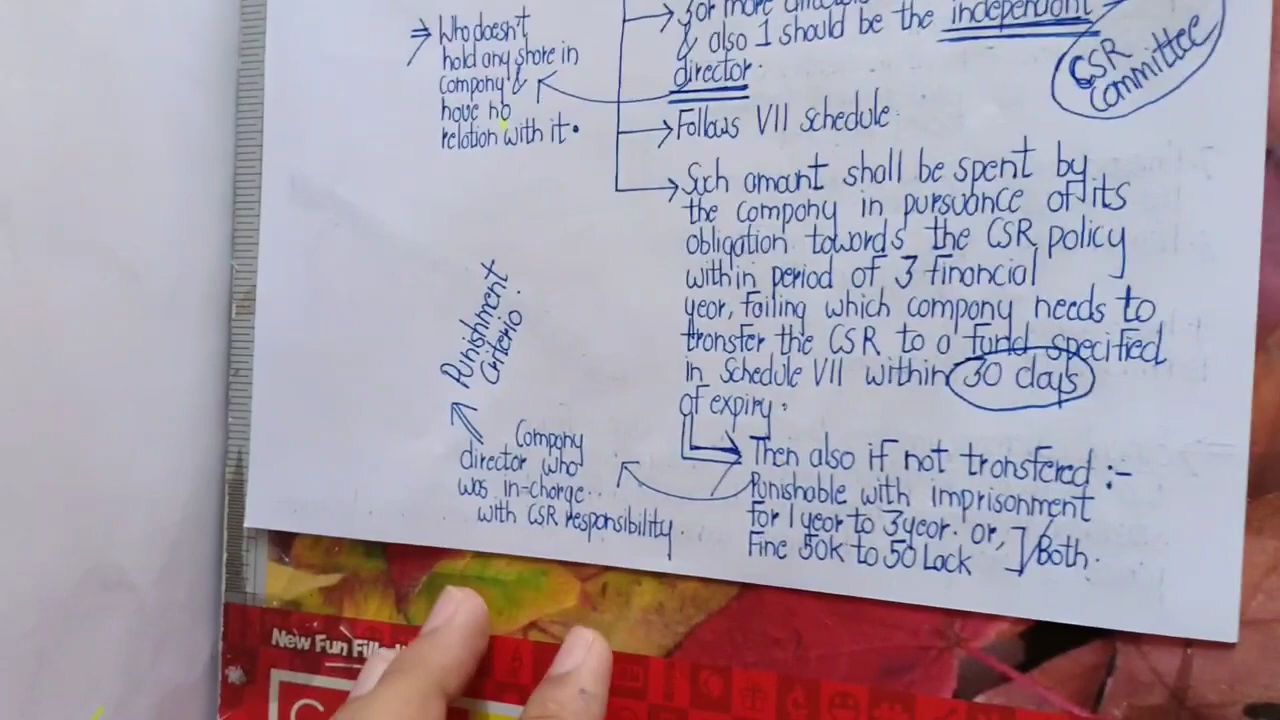 3 or more directors
& also 1 should be the independent
director.
CSR
Committee
⇒ Who doesn't
hold any share in
company &
have no
relation with it.
→ Follows VII schedule.
→ Such amount shall be spent by
the company in pursuance of its
obligation towards the CSR policy
within period of 3 financial
year, failing which company needs to
transfer the CSR to a fund specified
in Schedule VII within 30 days
of expiry.
Punishment
Criteria.
Company
director who
was in-charge
with CSR responsibility.
Then also if not transfered :-
Punishable with imprisonment
for 1 year to 3 year. or,
Fine 50K to 50 Lack
Both.
New Fun